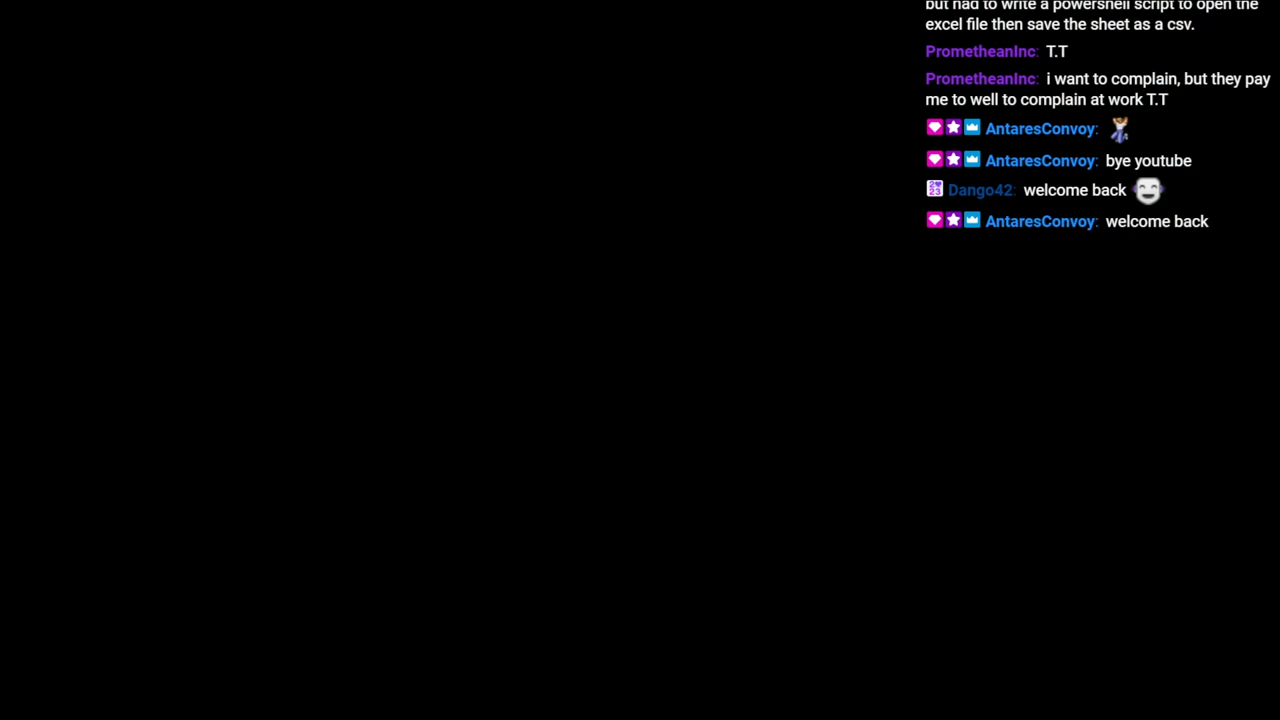 but had to write a powershell script to open the
excel file then save the sheet as a csv.
PrometheanInc: T.T
PrometheanInc: i want to complain, but they pay
me to well to complain at work T.T
AntaresConvoy:
AntaresConvoy: bye youtube
2023 Dango42: welcome back
AntaresConvoy: welcome back